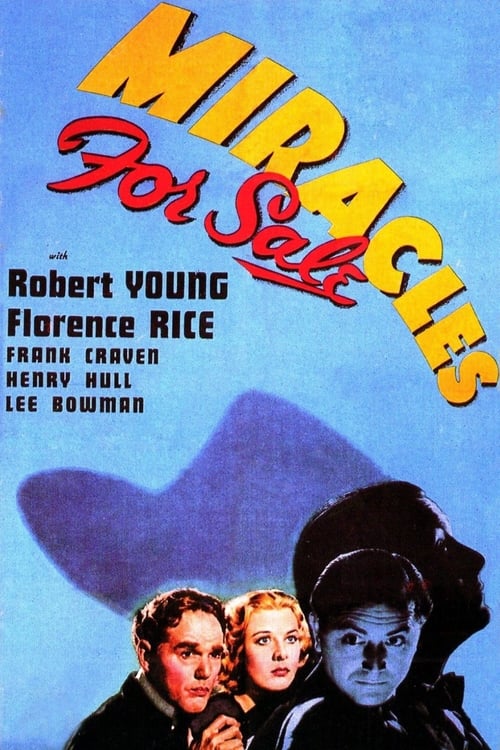 MIRACLES
For Sale
with
Robert YOUNG
Florence RICE
FRANK CRAVEN
HENRY HULL
LEE BOWMAN